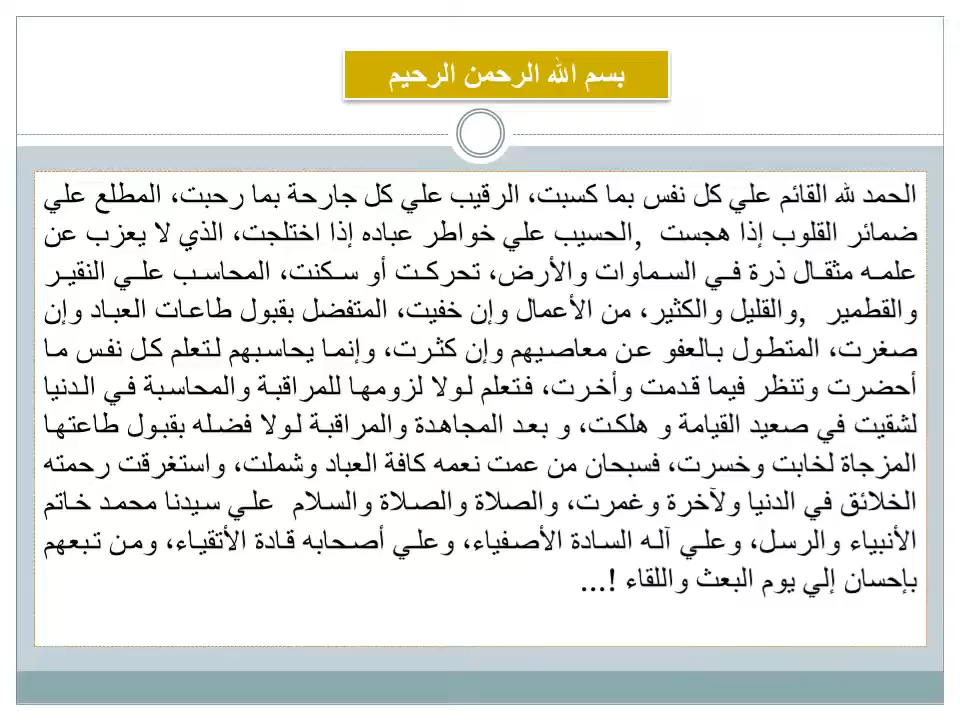 بسم الله الرحمن الرحيم
الحمد لله القائم علي كل نفس بما كسبت، الرقيب علي كل جارحة بما رحبت، المطلع علي
ضمائر القلوب إذا هجست ,الحسيب علي خواطر عباده إذا اختلجت، الذي لا يعزب عن
علمه مثقال ذرة في السماوات والأرض، تحركت أو سكنت، المحاسب علي النقير
والقطمير ,والقليل والكثير، من الأعمال وإن خفيت، المتفضل بقبول طاعات العباد وإن
صغرت، المتطول بالعفو عن معاصيهم وإن كثرت، وإنما يحاسبهم لتعلم كل نفس ما
أحضرت وتنظر فيما قدمت وأخرت، فتعلم لولا لزومها للمراقبة والمحاسبة في الدنيا
لشقيت في صعيد القيامة و هلكت، و بعد المجاهدة والمراقبة لولا فضله بقبول طاعتها
المزجاة لخابت وخسرت، فسبحان من عمت نعمه كافة العباد وشملت، واستغرقت رحمته
الخلائق في الدنيا ولآخرة وغمرت، والصلاة والصلاة والسلام علي سيدنا محمد خاتم
الأنبياء والرسل، وعلي آله السادة الأصفياء، وعلي أصحابه قادة الأتقياء، ومن تبعهم
بإحسان إلي يوم البعث واللقاء !...